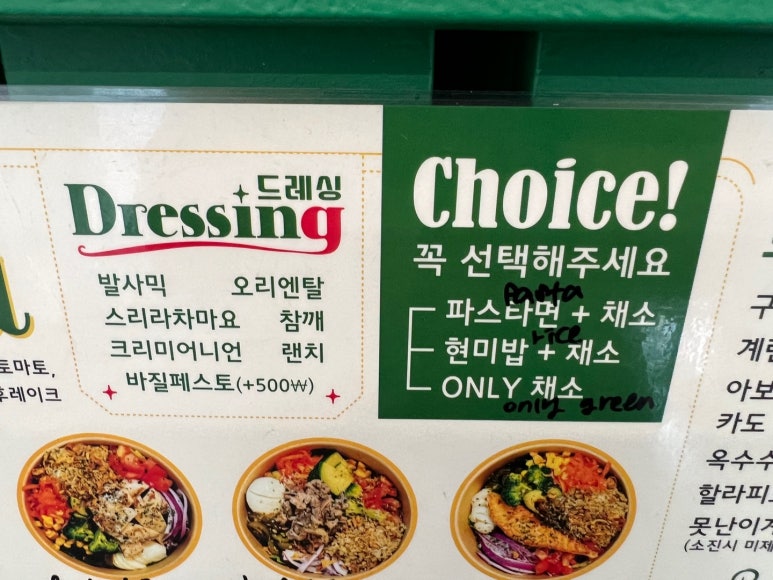 드레싱
Dressing
발사믹 오리엔탈
스리라차마요 참깨
크리미어니언 랜치
바질페스토(+500₩)
Choice!
꼭 선택해주세요
pasta
파스타면 + 채소
rice
현미밥 + 채소
ONLY 채소
only green
토마토,
후레이크
구
계란
아보
카도
옥수수
할라피
못난이
(소진시 미제